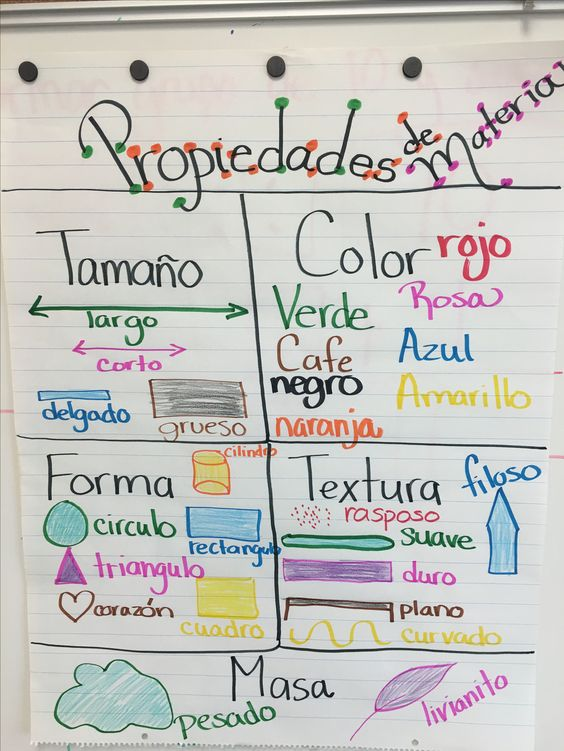 Propiedades de Materia
Tamaño
largo
corto
delgado
grueso
Color rojo
Verde
Rosa
Cafe
Azul
negro
Amarillo
naranja
Forma
cilindro
circulo
rectangulo
triangulo
corazón
cuadro
Textura
filoso
rasposo
suave
duro
plano
curvado
Masa
pesado
livianito